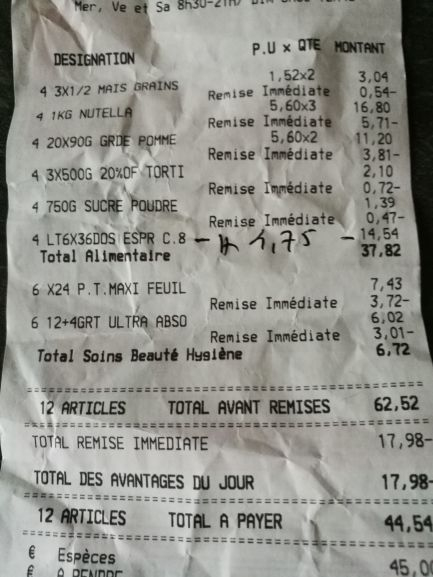 Mer, Ve et Sa 8h30-21h/
DESIGNATION P.U x QTE MONTANT
4 3X1/2 MAIS GRAINS 1,52x2 3,04
Remise Immédiate 0,54-
4 1KG NUTELLA 5,60x3 16,80
Remise Immédiate 5,71-
4 20X90G GRDE POMME 5,60x2 11,20
Remise Immédiate 3,81-
4 3X500G 20%OF TORTI 2,10
Remise Immédiate 0,72-
4 750G SUCRE POUDRE 1,39
Remise Immédiate 0,47-
4 LT6X36DOS ESPR C.8 - 4,75 - 14,54
Total Alimentaire 37,82
6 X24 P.T.MAXI FEUIL 7,43
Remise Immédiate 3,72-
6 12+4GRT ULTRA ABSO 6,02
Remise Immédiate 3,01-
Total Soins Beauté Hygiène 6,72
12 ARTICLES TOTAL AVANT REMISES 62,52
TOTAL REMISE IMMEDIATE 17,98-
TOTAL DES AVANTAGES DU JOUR 17,98-
12 ARTICLES TOTAL A PAYER 44,54
€ Espèces 45,00
€ A RENDRE